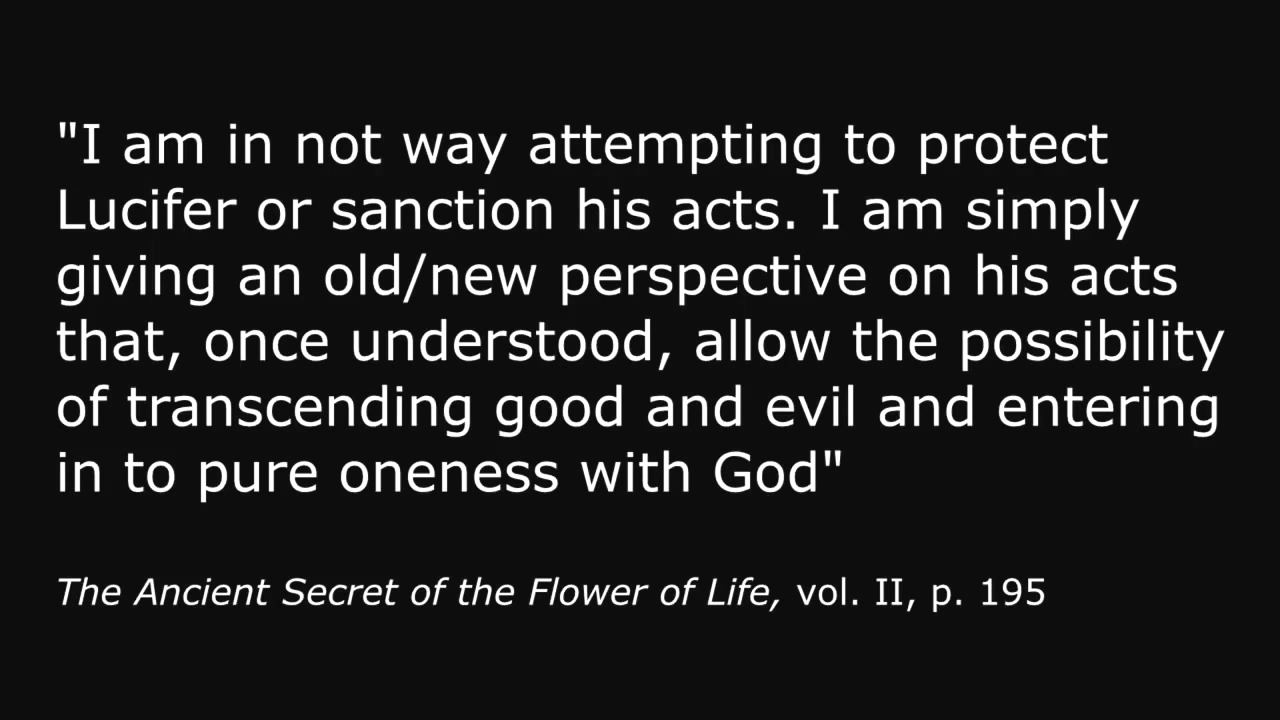 "I am in not way attempting to protect
Lucifer or sanction his acts. I am simply
giving an old/new perspective on his acts
that, once understood, allow the possibility
of transcending good and evil and entering
in to pure oneness with God"
The Ancient Secret of the Flower of Life, vol. II, p. 195